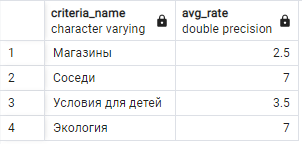 criteria_name avg_rate
character varying double precision
1 Магазины 2.5
2 Соседи 7
3 Условия для детей 3.5
4 Экология 7